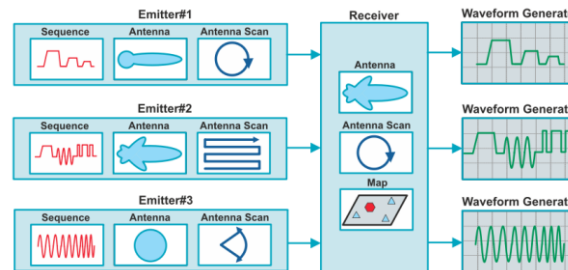 Emitter#1
Sequence Antenna Antenna Scan
Emitter#2
Sequence Antenna Antenna Scan
Emitter#3
Sequence Antenna Antenna Scan
Receiver
Antenna
Antenna Scan
Map
Waveform Generat
Waveform Generat
Waveform Generat